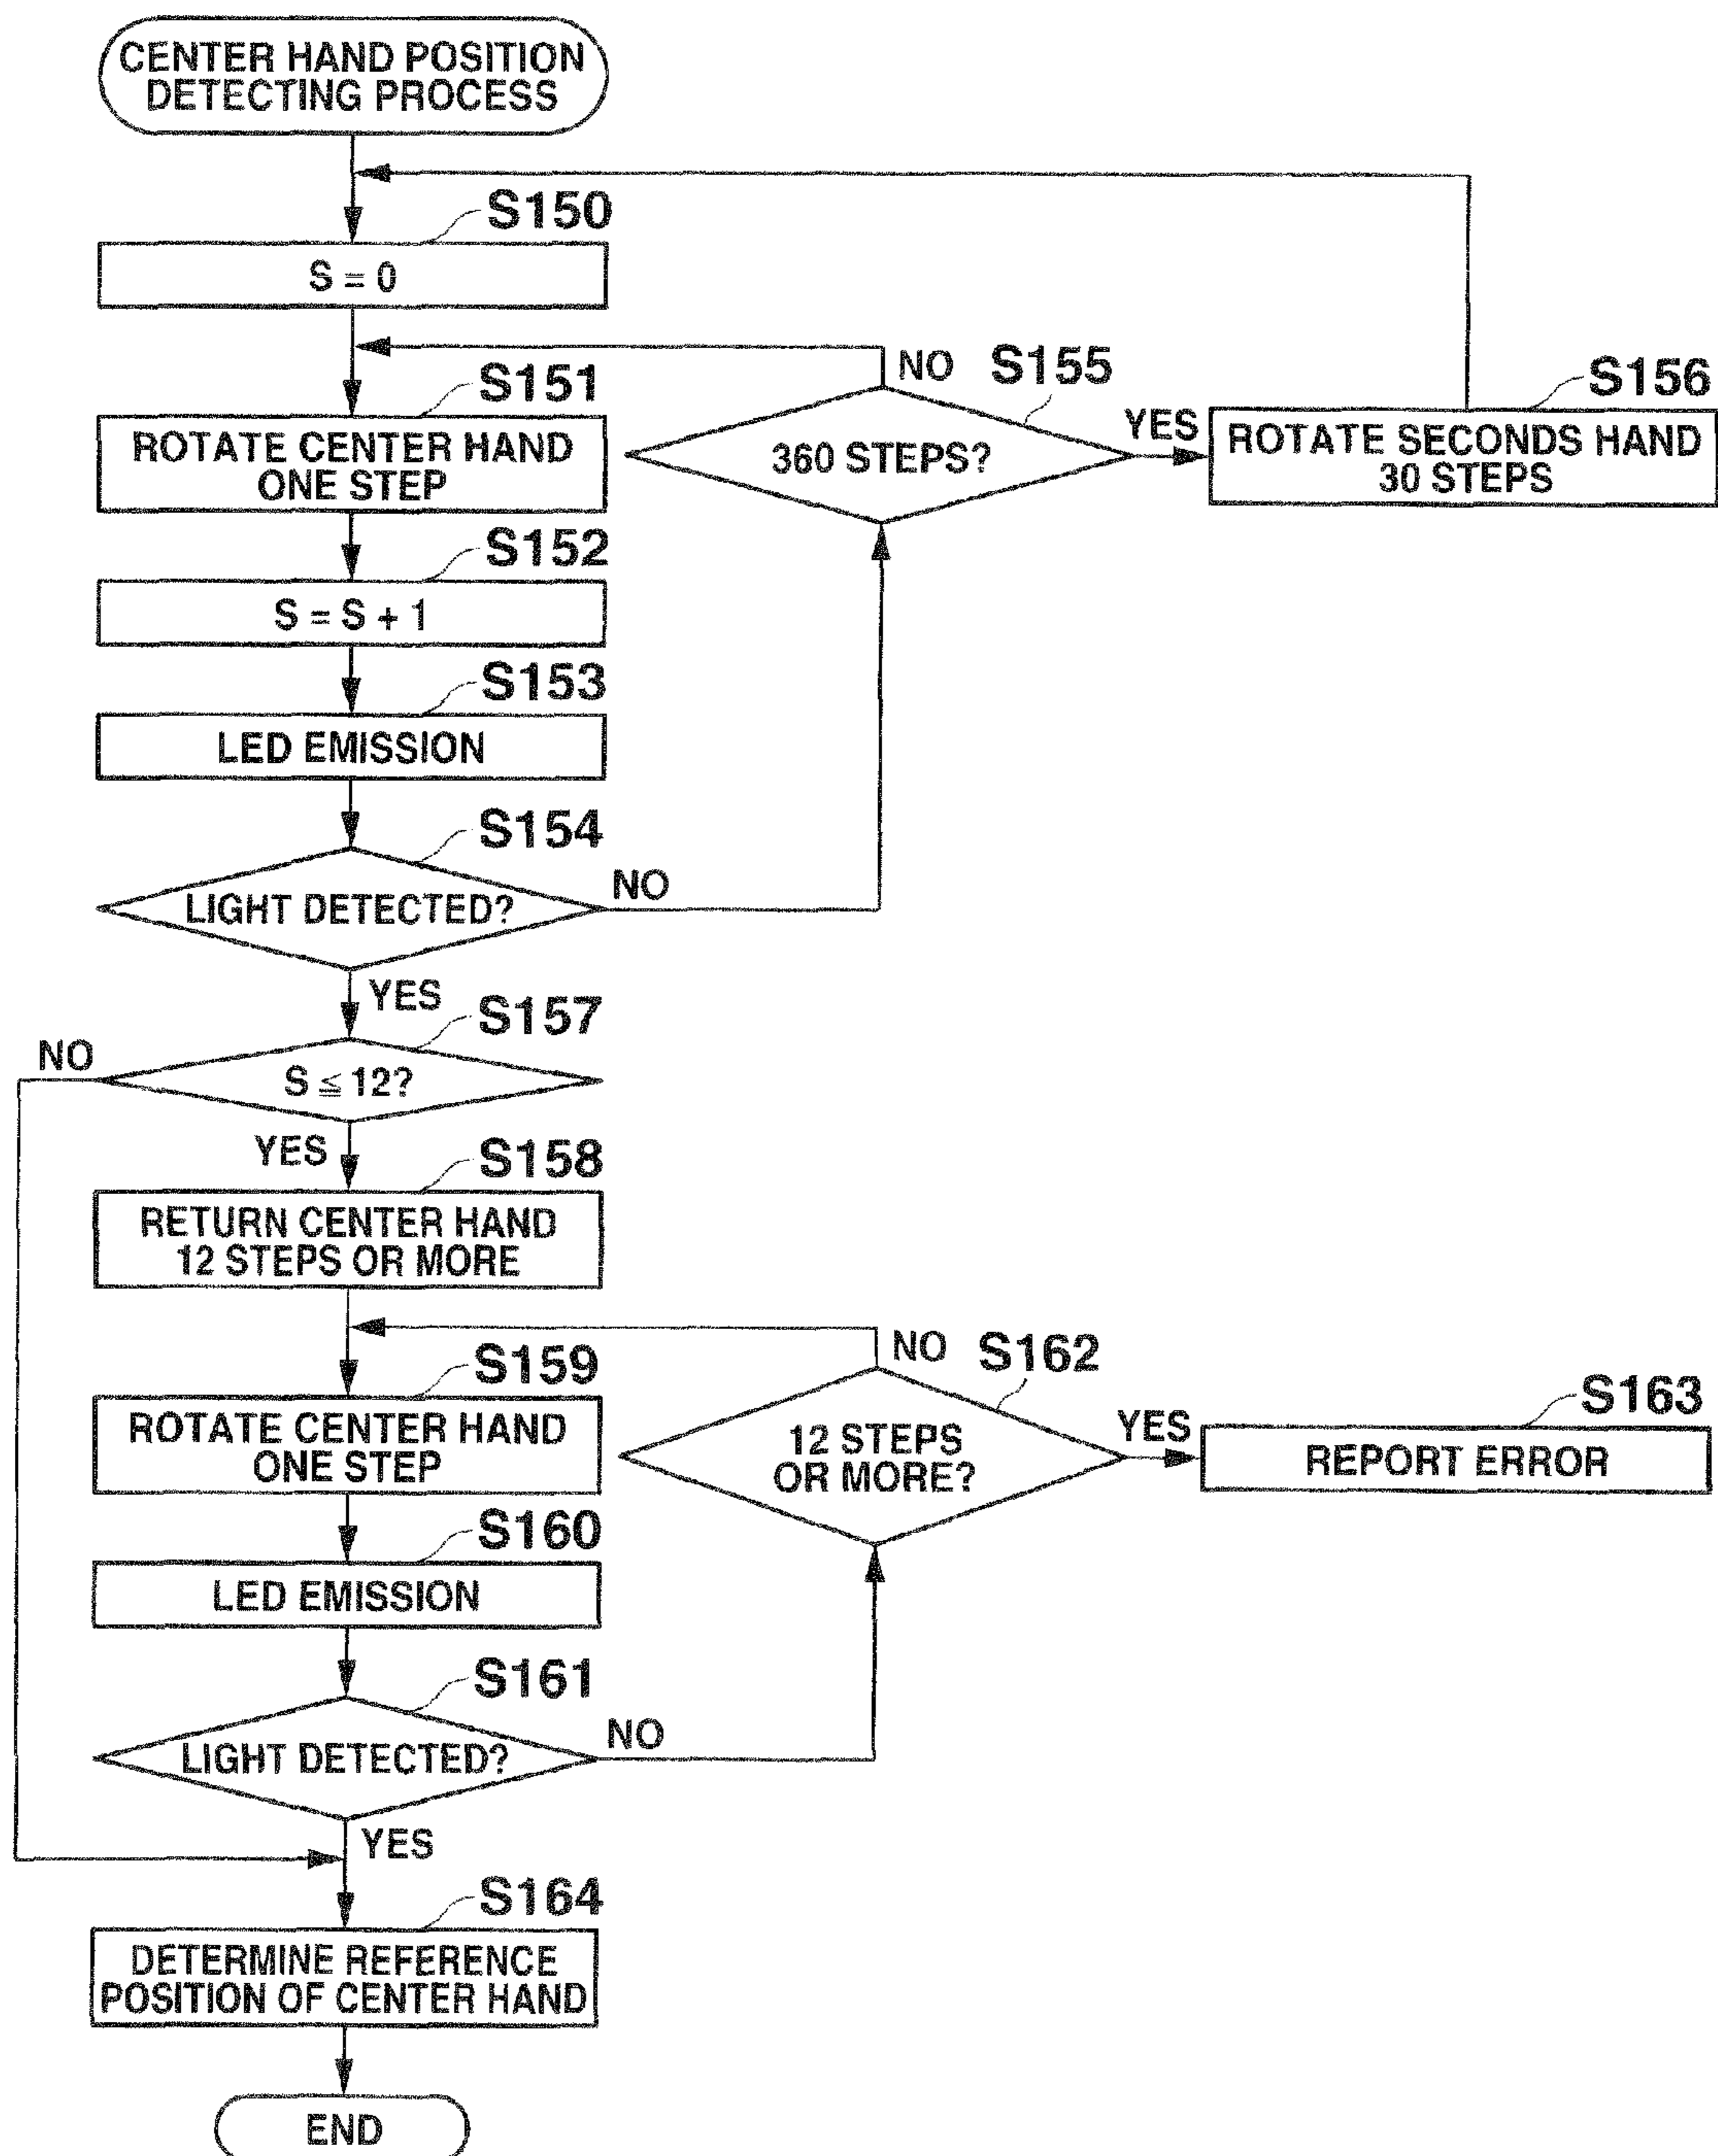 CENTER HAND POSITION
DETECTING PROCESS
S150
S = 0
S151
ROTATE CENTER HAND
ONE STEP
NO
S155
360 STEPS?
YES
S156
ROTATE SECONDS HAND
30 STEPS
S152
S = S + 1
S153
LED EMISSION
S154
LIGHT DETECTED?
NO
YES
S157
NO
S ≦ 12?
YES
S158
RETURN CENTER HAND
12 STEPS OR MORE
S159
ROTATE CENTER HAND
ONE STEP
NO
S162
12 STEPS
OR MORE?
YES
S163
REPORT ERROR
S160
LED EMISSION
S161
LIGHT DETECTED?
NO
YES
S164
DETERMINE REFERENCE
POSITION OF CENTER HAND
END